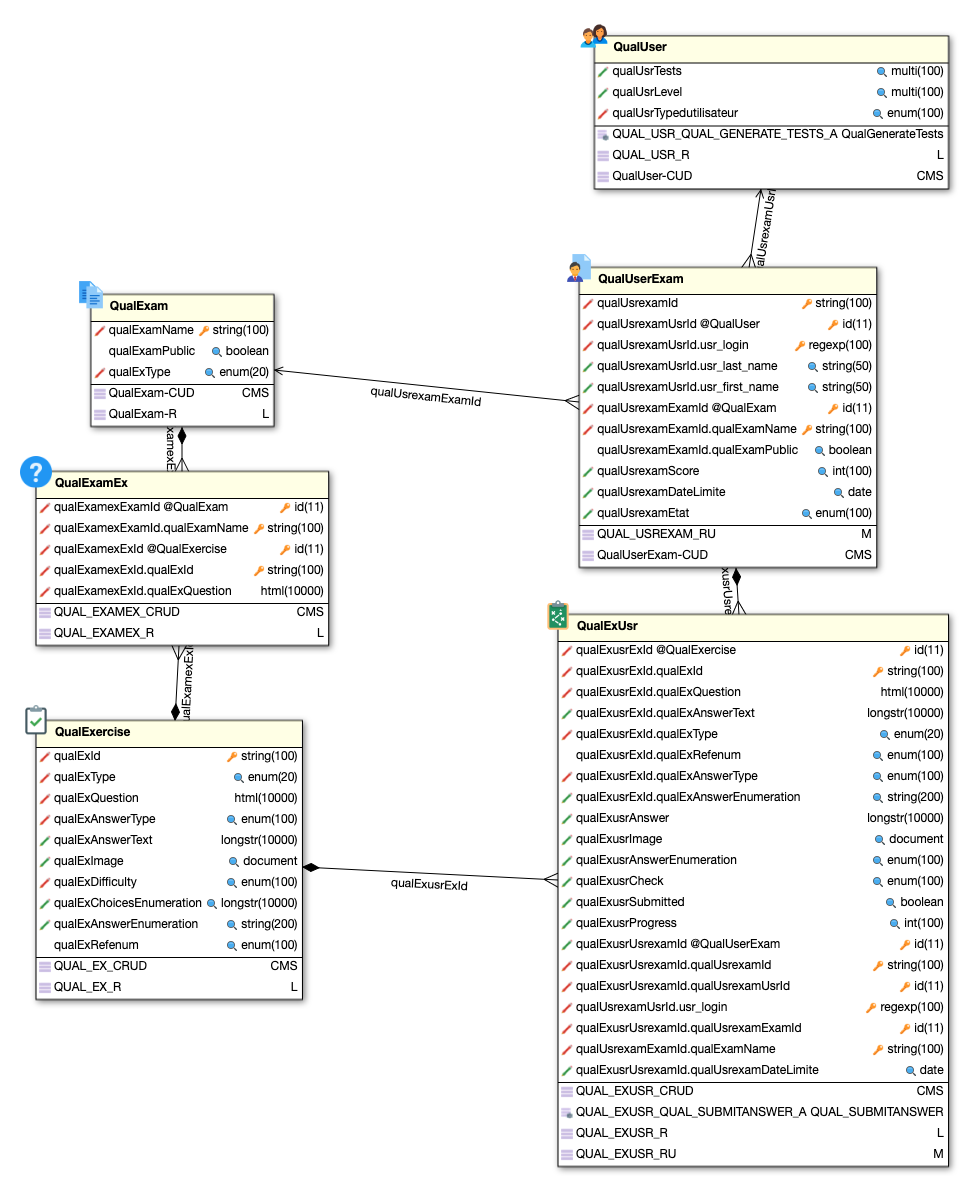 QualUser
qualUsrTests multi(100)
qualUsrLevel multi(100)
qualUsrTypedutilisateur enum(100)
QUAL_USR_QUAL_GENERATE_TESTS_A QualGenerateTests
QUAL_USR_R L
QualUser-CUD CMS
QualUserExam
qualUsrexamId string(100)
qualUsrexamUsrId @QualUser id(11)
qualUsrexamUsrId.usr_login regexp(100)
qualUsrexamUsrId.usr_last_name string(50)
qualUsrexamUsrId.usr_first_name string(50)
qualUsrexamExamId @QualExam id(11)
qualUsrexamExamId.qualExamName string(100)
qualUsrexamExamId.qualExamPublic boolean
qualUsrexamScore int(100)
qualUsrexamDateLimite date
qualUsrexamEtat enum(100)
QUAL_USREXAM_RU M
QualUserExam-CUD CMS
QualExam
qualExamName string(100)
qualExamPublic boolean
qualExType enum(20)
QualExam-CUD CMS
QualExam-R L
qualUsrexamExamId
QualExamEx
qualExamexExamId @QualExam id(11)
qualExamexExamId.qualExamName string(100)
qualExamexExId @QualExercise id(11)
qualExamexExId.qualExId string(100)
qualExamexExId.qualExQuestion html(10000)
QUAL_EXAMEX_CRUD CMS
QUAL_EXAMEX_R L
QualExercise
qualExId string(100)
qualExType enum(20)
qualExQuestion html(10000)
qualExAnswerType enum(100)
qualExAnswerText longstr(10000)
qualExImage document
qualExDifficulty enum(100)
qualExChoicesEnumeration longstr(10000)
qualExAnswerEnumeration string(200)
qualExRefenum enum(100)
QUAL_EX_CRUD CMS
QUAL_EX_R L
qualExusrExId
QualExUsr
qualExusrExId @QualExercise id(11)
qualExusrExId.qualExId string(100)
qualExusrExId.qualExQuestion html(10000)
qualExusrExId.qualExAnswerText longstr(10000)
qualExusrExId.qualExType enum(20)
qualExusrExId.qualExRefenum enum(100)
qualExusrExId.qualExAnswerType enum(100)
qualExusrExId.qualExAnswerEnumeration string(200)
qualExusrAnswer longstr(10000)
qualExusrImage document
qualExusrAnswerEnumeration enum(100)
qualExusrCheck enum(100)
qualExusrSubmitted boolean
qualExusrProgress int(100)
qualExusrUsrexamId @QualUserExam id(11)
qualExusrUsrexamId.qualUsrexamId string(100)
qualExusrUsrexamId.qualUsrexamUsrId id(11)
qualUsrexamUsrId.usr_login regexp(100)
qualExusrUsrexamId.qualUsrexamExamId id(11)
qualUsrexamExamId.qualExamName string(100)
qualExusrUsrexamId.qualUsrexamDateLimite date
QUAL_EXUSR_CRUD CMS
QUAL_EXUSR_QUAL_SUBMITANSWER_A QUAL_SUBMITANSWER
QUAL_EXUSR_R L
QUAL_EXUSR_RU M